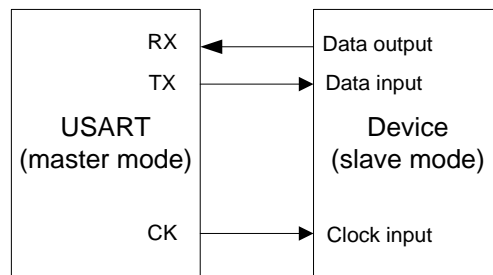 RX
Data output
TX
Data input
USART
(master mode)
Device
(slave mode)
CK
Clock input